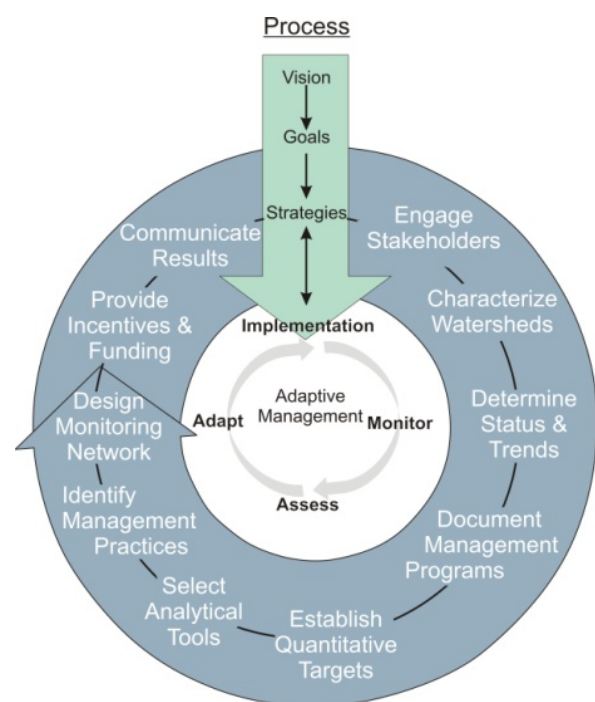 Process
Vision
Goals
Strategies
Implementation
Engage
Stakeholders
Characterize
Watersheds
Determine
Status &
Trends
Document
Management
Programs
Establish
Quantitative
Targets
Select
Analytical
Tools
Identify
Management
Practices
Design
Monitoring
Network
Provide
Incentives &
Funding
Communicate
Results
Adaptive
Management
Monitor
Assess
Adapt